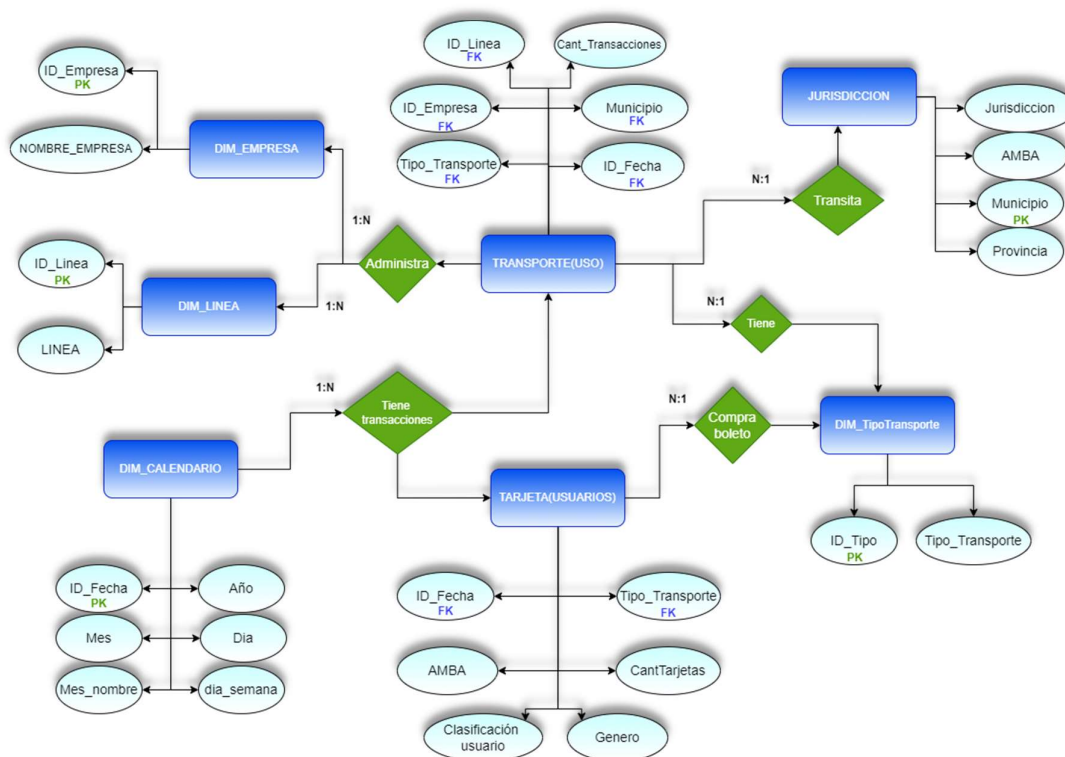 ID_Linea
FK
Cant_Transacciones
ID_Empresa
PK
JURISDICCION
ID_Empresa
FK
Municipio
FK
Jurisdiccion
NOMBRE_EMPRESA
DIM_EMPRESA
Tipo_Transporte
FK
ID_Fecha
FK
AMBA
N:1
Transita
Municipio
PK
1:N
ID_Linea
PK
Administra
TRANSPORTE(USO)
Provincia
DIM_LINEA
1:N
N:1
Tiene
LINEA
1:N
Tiene
transacciones
N:1
Compra
boleto
DIM_TipoTransporte
DIM_CALENDARIO
TARJETA(USUARIOS)
ID_Tipo
PK
Tipo_Transporte
ID_Fecha
PK
Año
ID_Fecha
FK
Tipo_Transporte
FK
Mes
Dia
AMBA
CantTarjetas
Mes_nombre
dia_semana
Clasificación
usuario
Genero